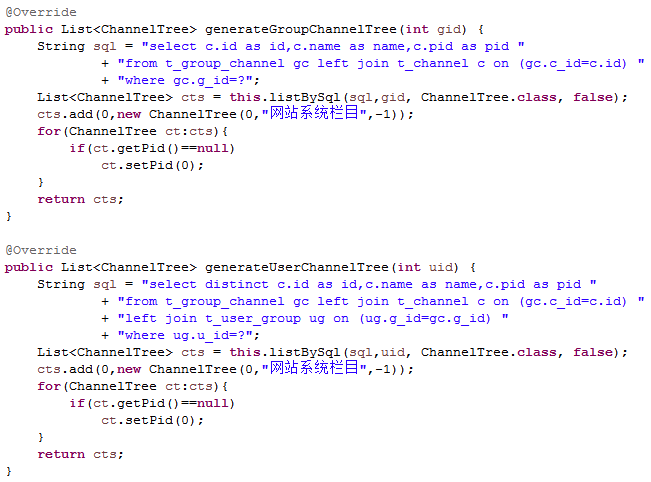 @Override
public List<ChannelTree> generateGroupChannelTree(int gid) {
    String sql = "select c.id as id,c.name as name,c.pid as pid "
            + "from t_group_channel gc left join t_channel c on (gc.c_id=c.id) "
            + "where gc.g_id=?";
    List<ChannelTree> cts = this.listBySql(sql,gid, ChannelTree.class, false);
    cts.add(0,new ChannelTree(0,"网站系统栏目",-1));
    for(ChannelTree ct:cts){
        if(ct.getPid()==null)
            ct.setPid(0);
    }
    return cts;
}

@Override
public List<ChannelTree> generateUserChannelTree(int uid) {
    String sql = "select distinct c.id as id,c.name as name,c.pid as pid "
            + "from t_group_channel gc left join t_channel c on (gc.c_id=c.id) "
            + "left join t_user_group ug on (ug.g_id=gc.g_id) "
            + "where ug.u_id=?";
    List<ChannelTree> cts = this.listBySql(sql,uid, ChannelTree.class, false);
    cts.add(0,new ChannelTree(0,"网站系统栏目",-1));
    for(ChannelTree ct:cts){
        if(ct.getPid()==null)
            ct.setPid(0);
    }
    return cts;
}